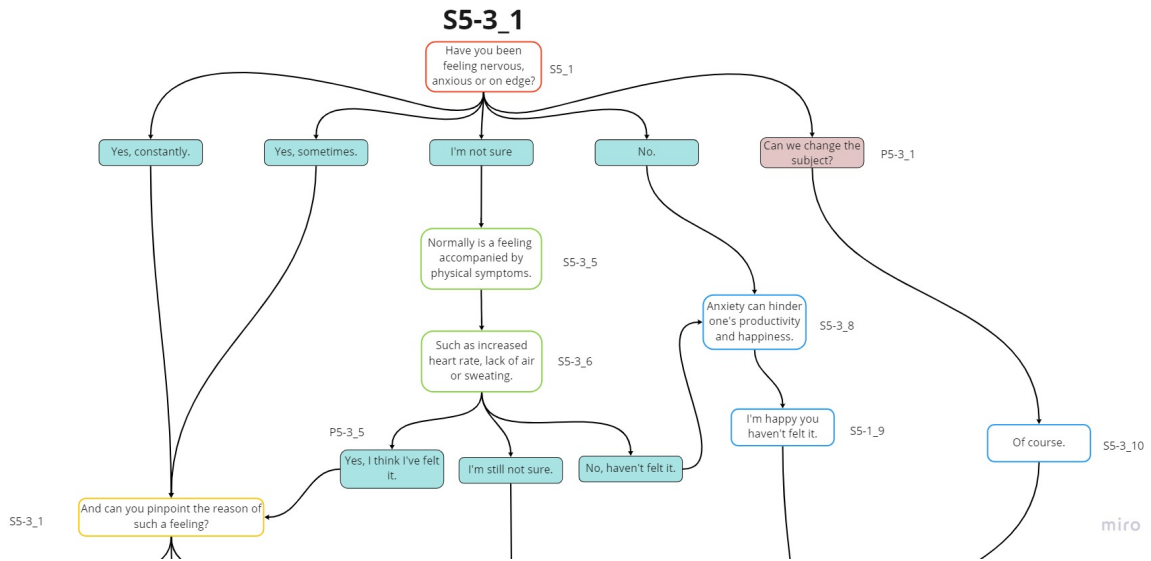 S5-3_1
Have you been
feeling nervous,
anxious or on edge?
S5_1
Yes, constantly.
Yes, sometimes.
I'm not sure
No.
Can we change the
subject?
P5-3_1
Normally is a feeling
accompanied by
physical symptoms.
S5-3_5
Anxiety can hinder
one's productivity
and happiness.
S5-3_8
Such as increased
heart rate, lack of air
or sweating.
S5-3_6
I'm happy you
haven't felt it.
S5-1_9
Of course.
S5-3_10
P5-3_5
Yes, I think I've felt
it.
I'm still not sure.
No, haven't felt it.
And can you pinpoint the reason of
such a feeling?
S5-3_1
miro